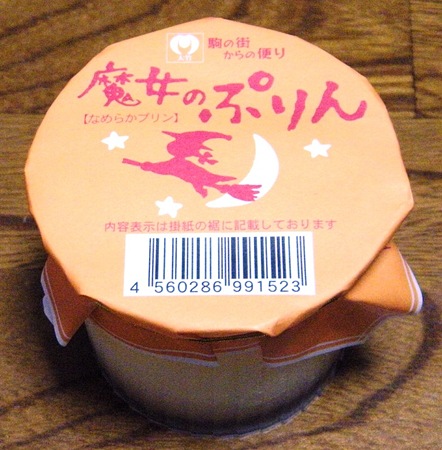 駒の街
からの便り
魔女の ぷりん
【なめらかプリン】
内容表示は掛紙の裾に記載しております
4 560286 991523